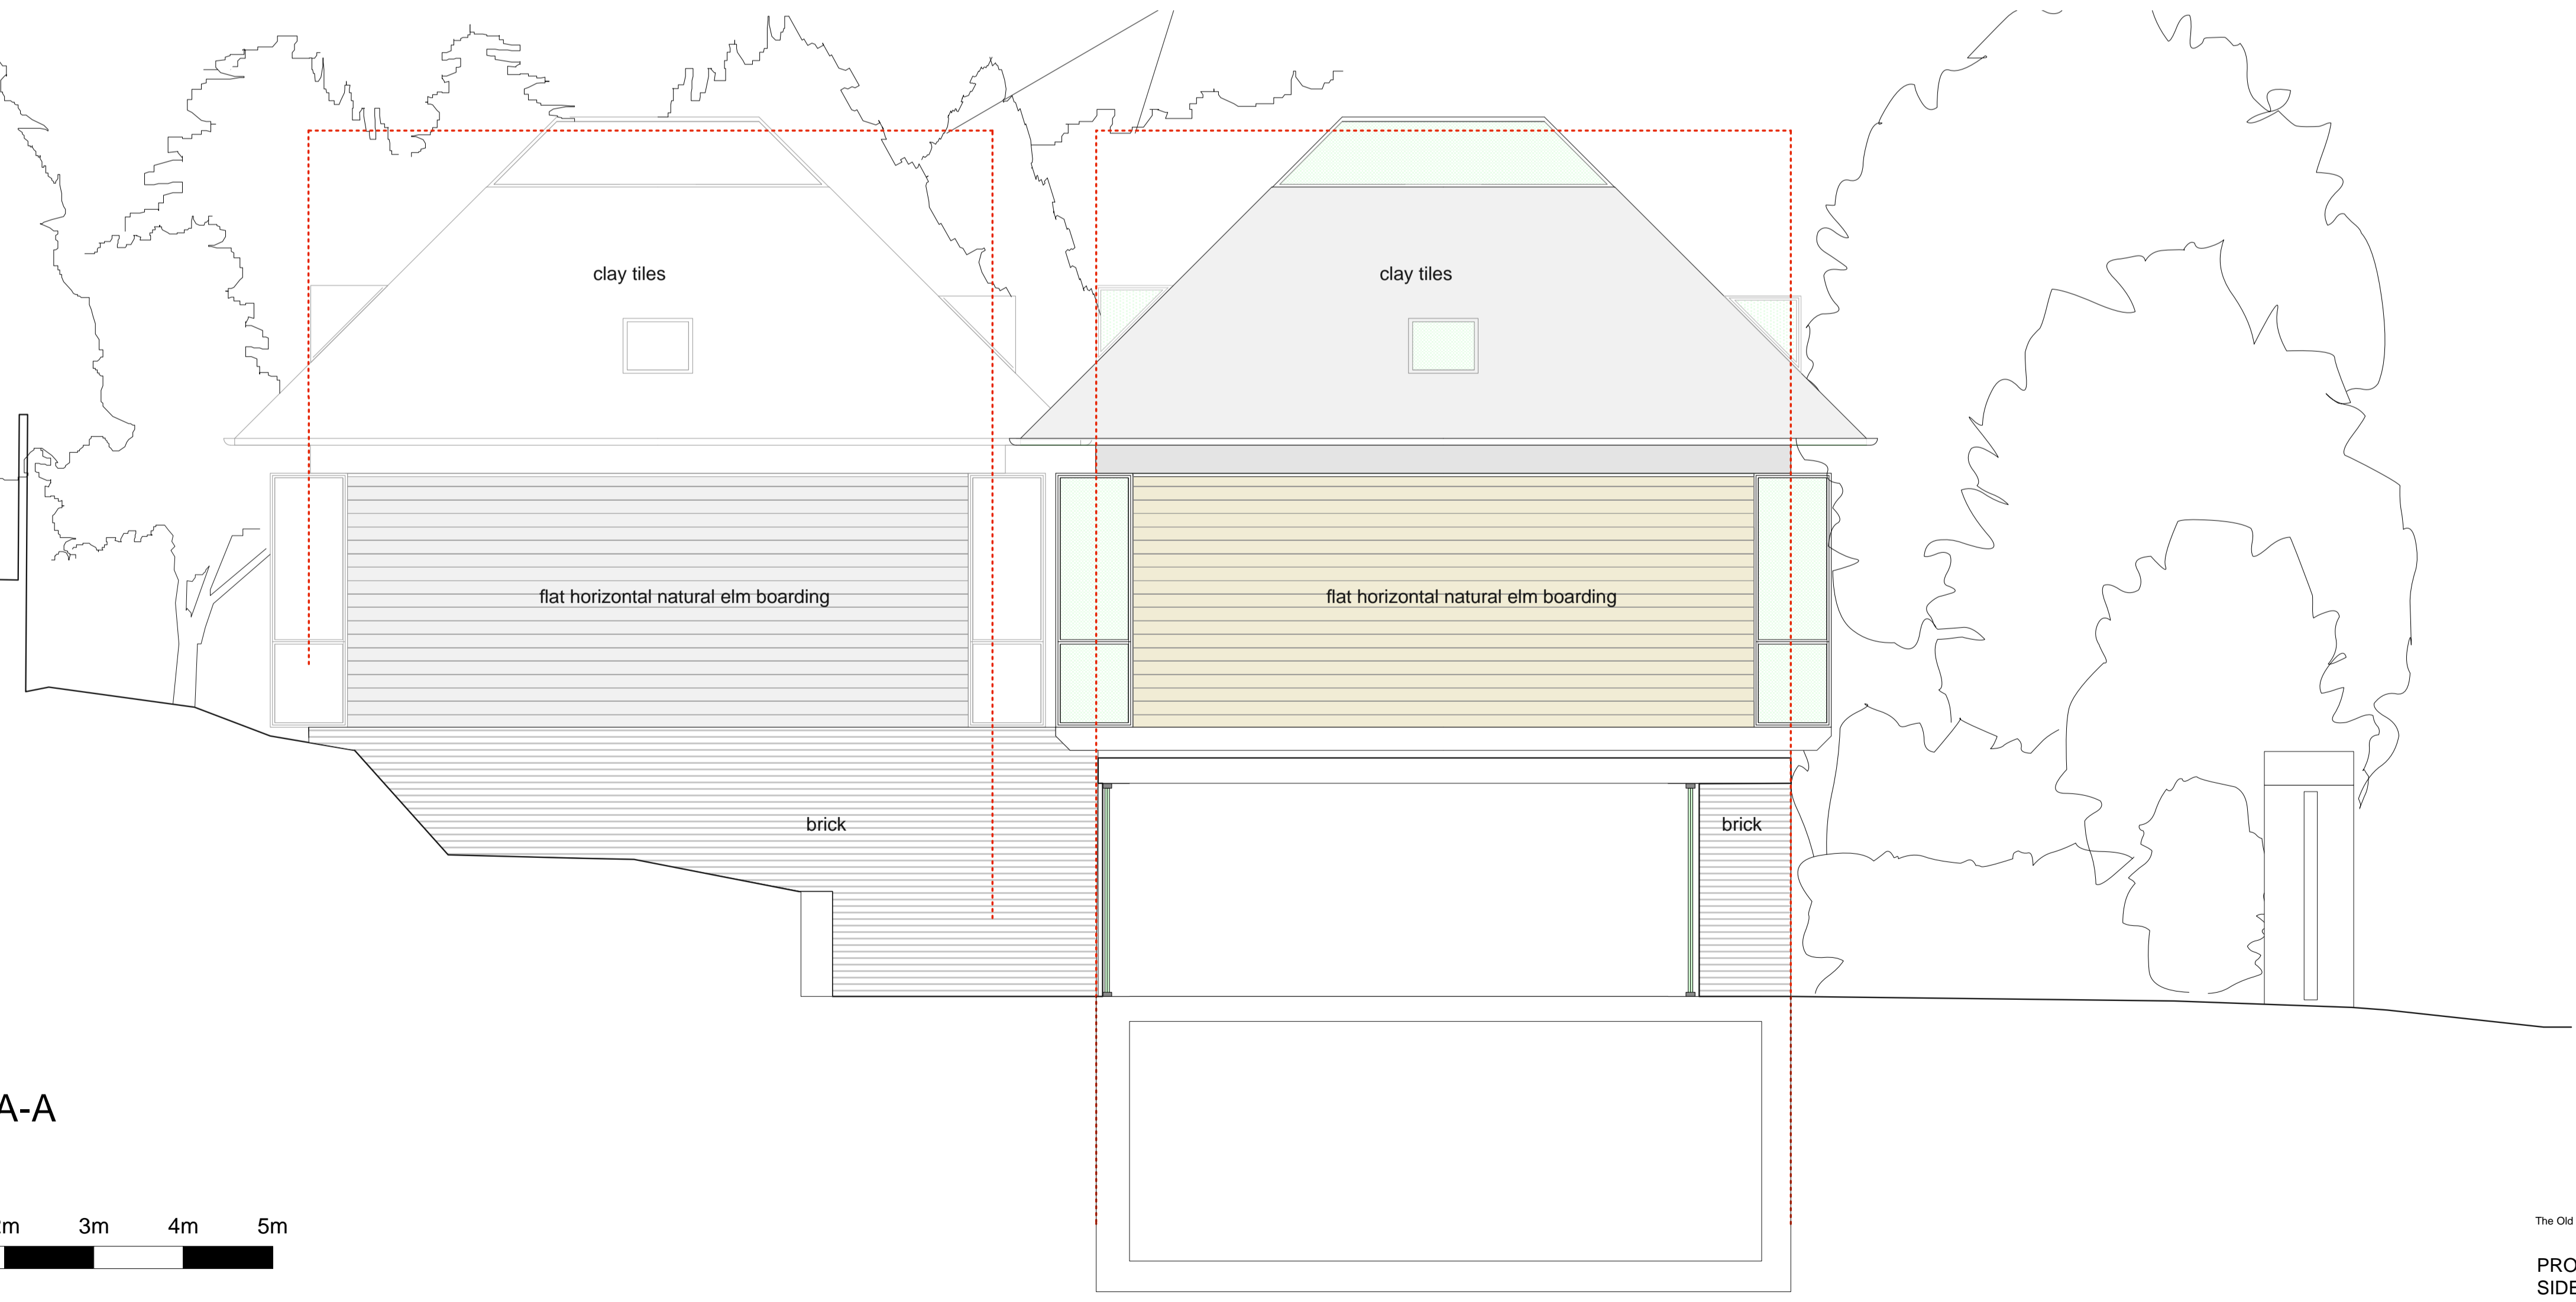 clay tiles
clay tiles
flat horizontal natural elm boarding
flat horizontal natural elm boarding
brick
brick
A-A
m 3m 4m 5m
The Old
PRO
SIDE